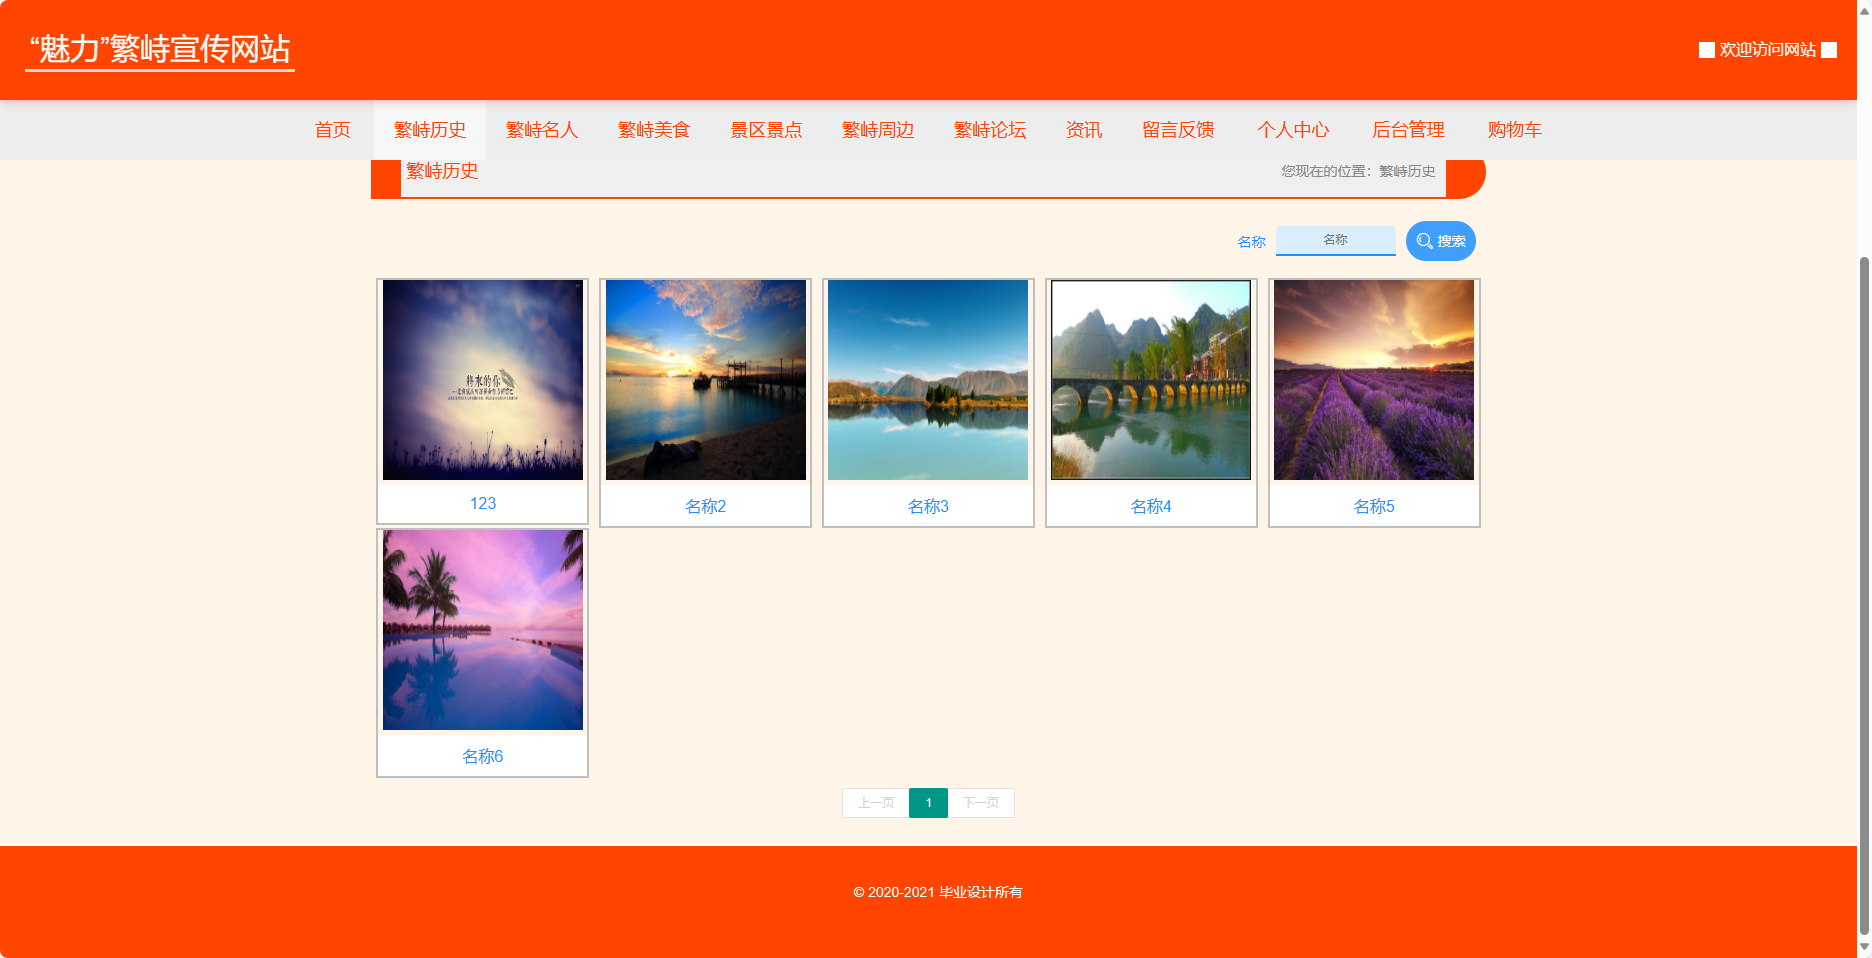 “魅力”繁峙宣传网站
欢迎访问网站
首页 繁峙历史 繁峙名人 繁峙美食 景区景点 繁峙周边 繁峙论坛 资讯 留言反馈 个人中心 后台管理 购物车
繁峙历史 您现在的位置：繁峙历史
名称 名称 搜索
将来的你
123 名称2 名称3 名称4 名称5
名称6
上一页 1 下一页
© 2020-2021 毕业设计所有